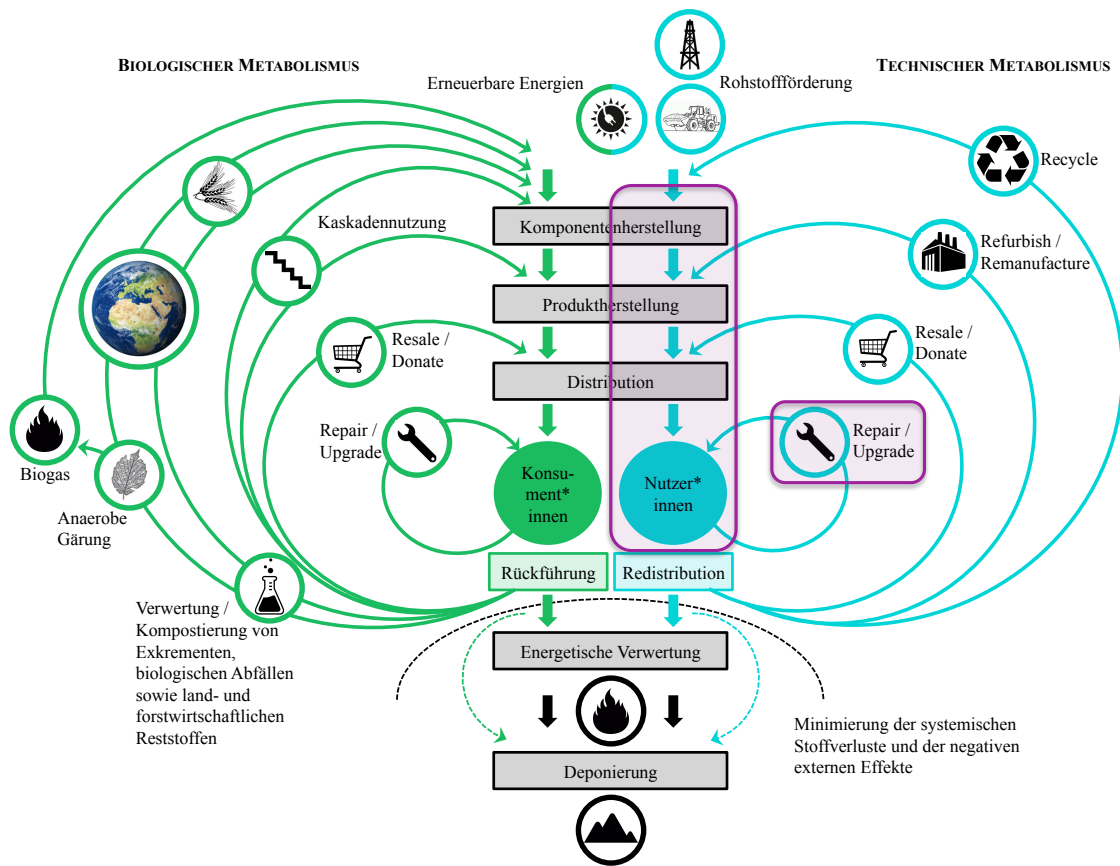 BIOLOGISCHER METABOLISMUS
TECHNISCHER METABOLISMUS
Erneuerbare Energien
Rohstoffförderung
Recycle
Kaskadennutzung
Komponentenherstellung
Refurbish /
Remanufacture
Produktherstellung
Resale /
Donate
Resale /
Donate
Distribution
Repair /
Upgrade
Repair /
Upgrade
Biogas
Konsu-
ment*
innen
Nutzer*
innen
Anaerobe
Gärung
Rückführung
Redistribution
Verwertung /
Kompostierung von
Exkrementen,
biologischen Abfällen
sowie land- und
forstwirtschaftlichen
Reststoffen
Energetische Verwertung
Minimierung der systemischen
Stoffverluste und der negativen
externen Effekte
Deponierung